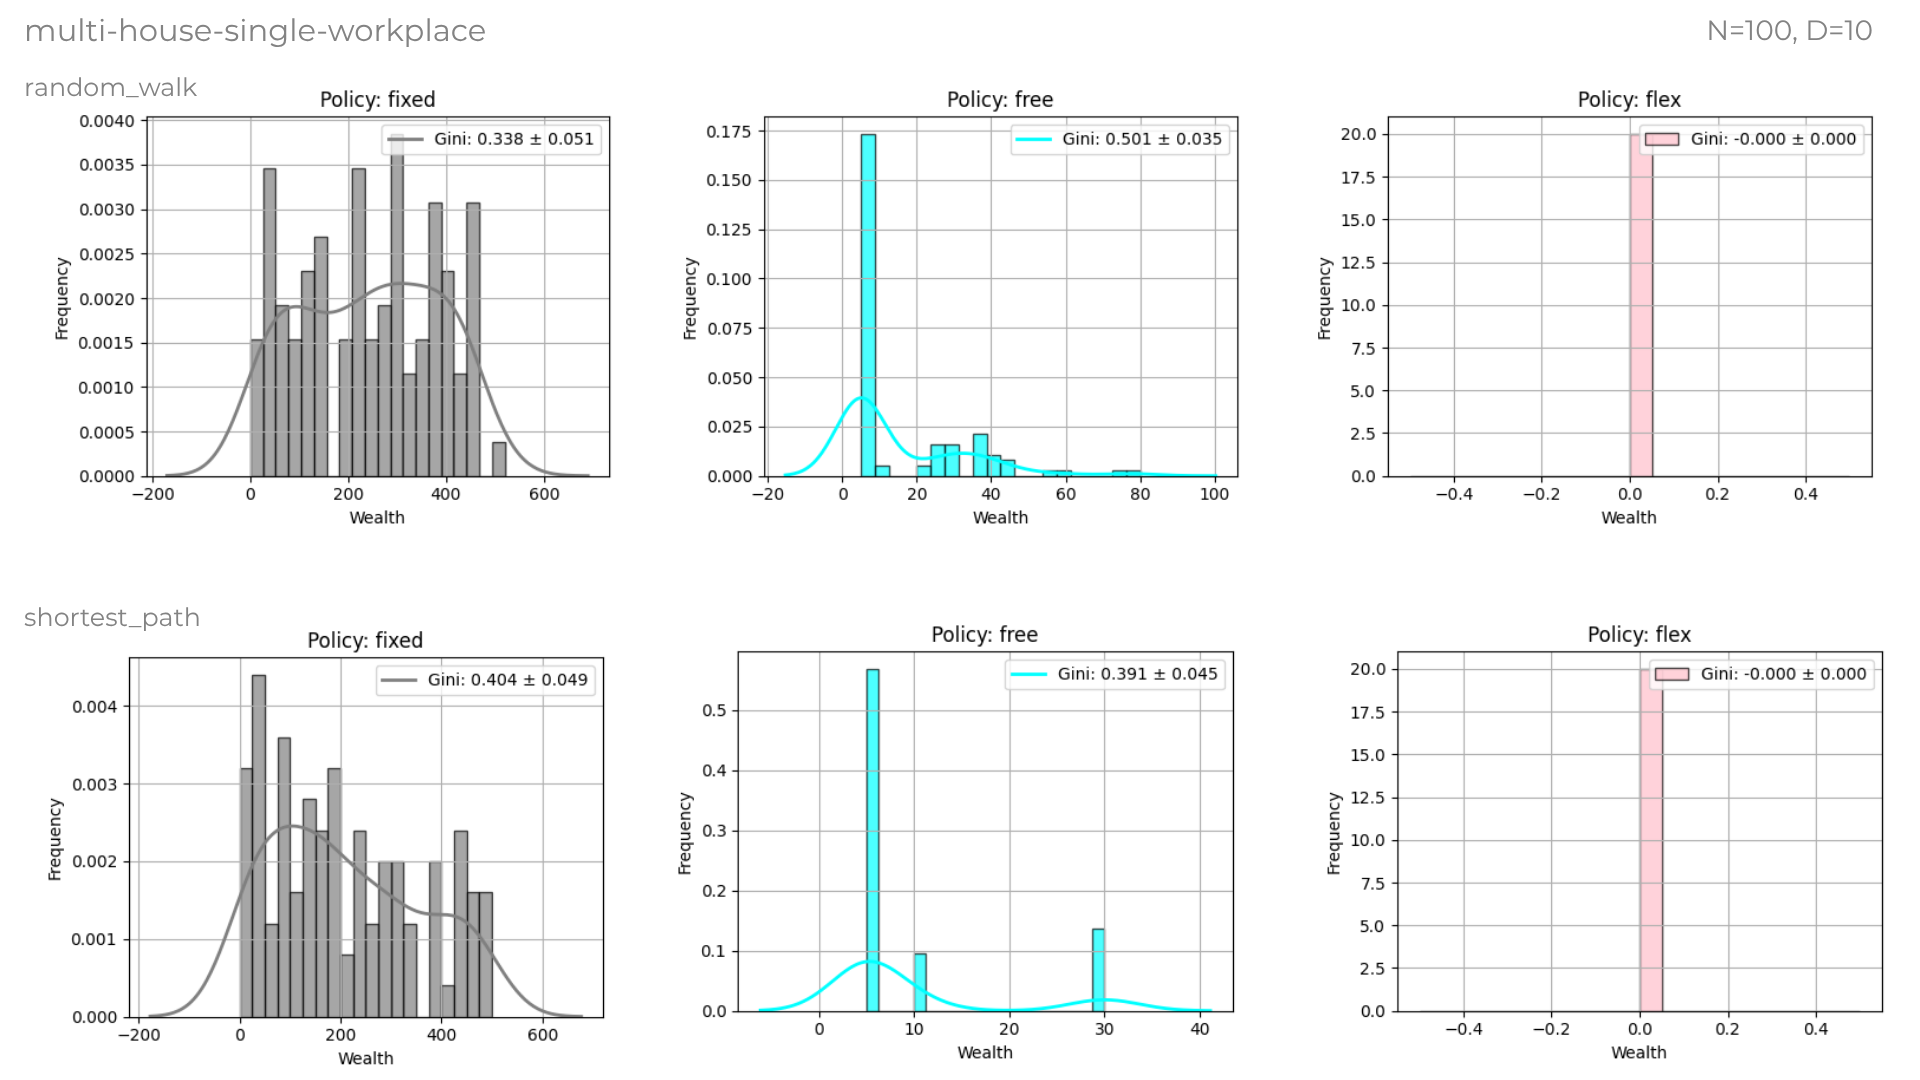 multi-house-single-workplace
N=100, D=10
random_walk
Policy: fixed
Gini: 0.338 ± 0.051
0.0040
0.0035
0.0030
0.0025
0.0020
0.0015
0.0010
0.0005
0.0000
Frequency
−200 0 200 400 600
Wealth
Policy: free
Gini: 0.501 ± 0.035
0.175
0.150
0.125
0.100
0.075
0.050
0.025
0.000
Frequency
−20 0 20 40 60 80 100
Wealth
Policy: flex
Gini: -0.000 ± 0.000
20.0
17.5
15.0
12.5
10.0
7.5
5.0
2.5
0.0
Frequency
−0.4 −0.2 0.0 0.2 0.4
Wealth
shortest_path
Policy: fixed
Gini: 0.404 ± 0.049
0.004
0.003
0.002
0.001
0.000
Frequency
−200 0 200 400 600
Wealth
Policy: free
Gini: 0.391 ± 0.045
0.5
0.4
0.3
0.2
0.1
0.0
Frequency
0 10 20 30 40
Wealth
Policy: flex
Gini: -0.000 ± 0.000
20.0
17.5
15.0
12.5
10.0
7.5
5.0
2.5
0.0
Frequency
−0.4 −0.2 0.0 0.2 0.4
Wealth